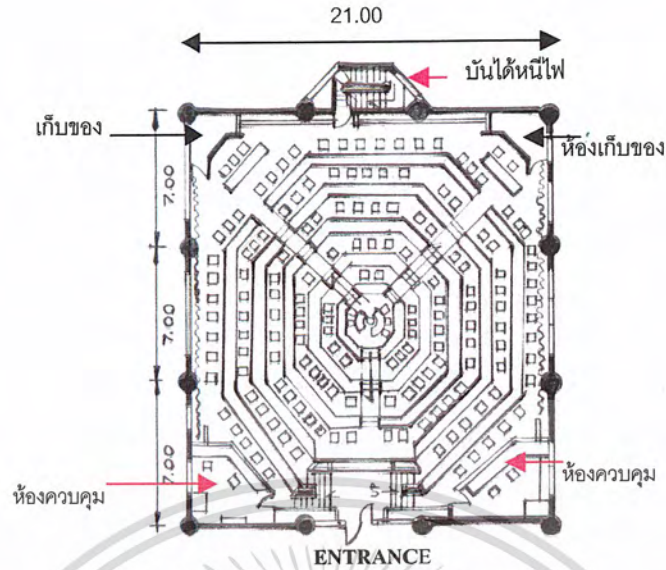 21.00
บันได้หนีไฟ
เก็บของ
ห้องเก็บของ
7.00
7.00
7.00
ห้องควบคุม
ห้องควบคุม
ENTRANCE